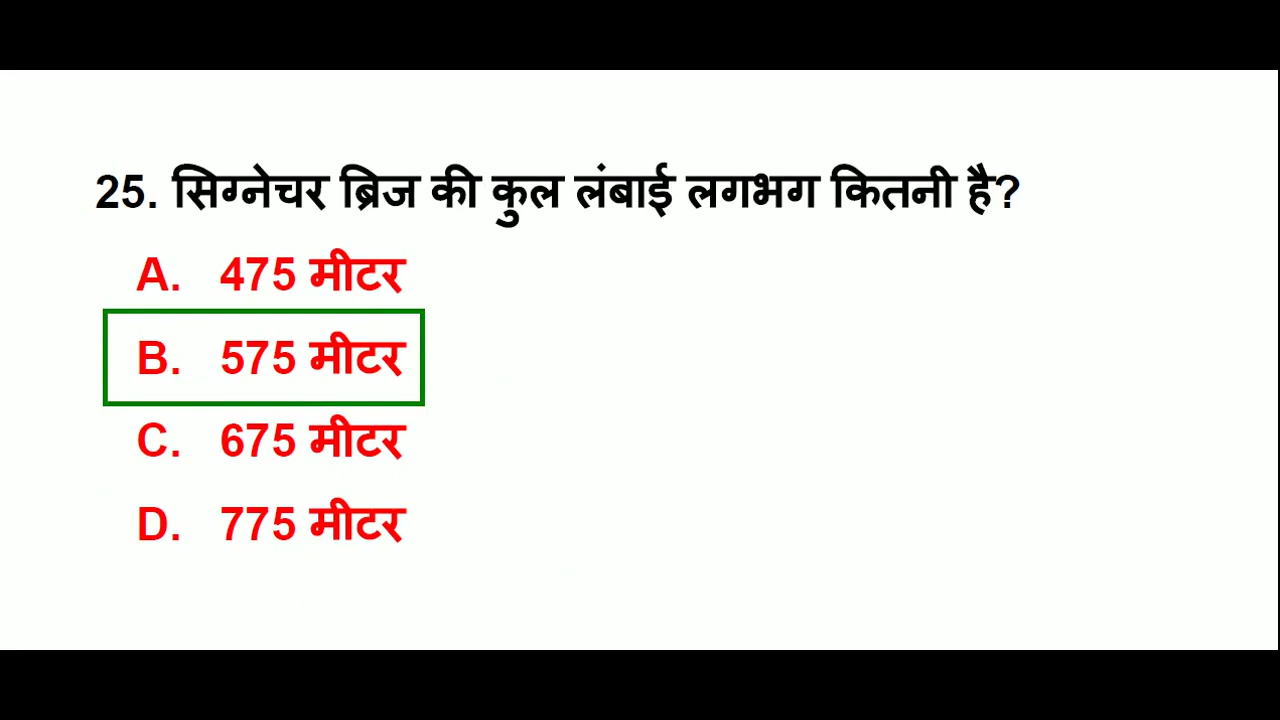 25. सिग्नेचर ब्रिज की कुल लंबाई लगभग कितनी है?
A. 475 मीटर
B. 575 मीटर
C. 675 मीटर
D. 775 मीटर